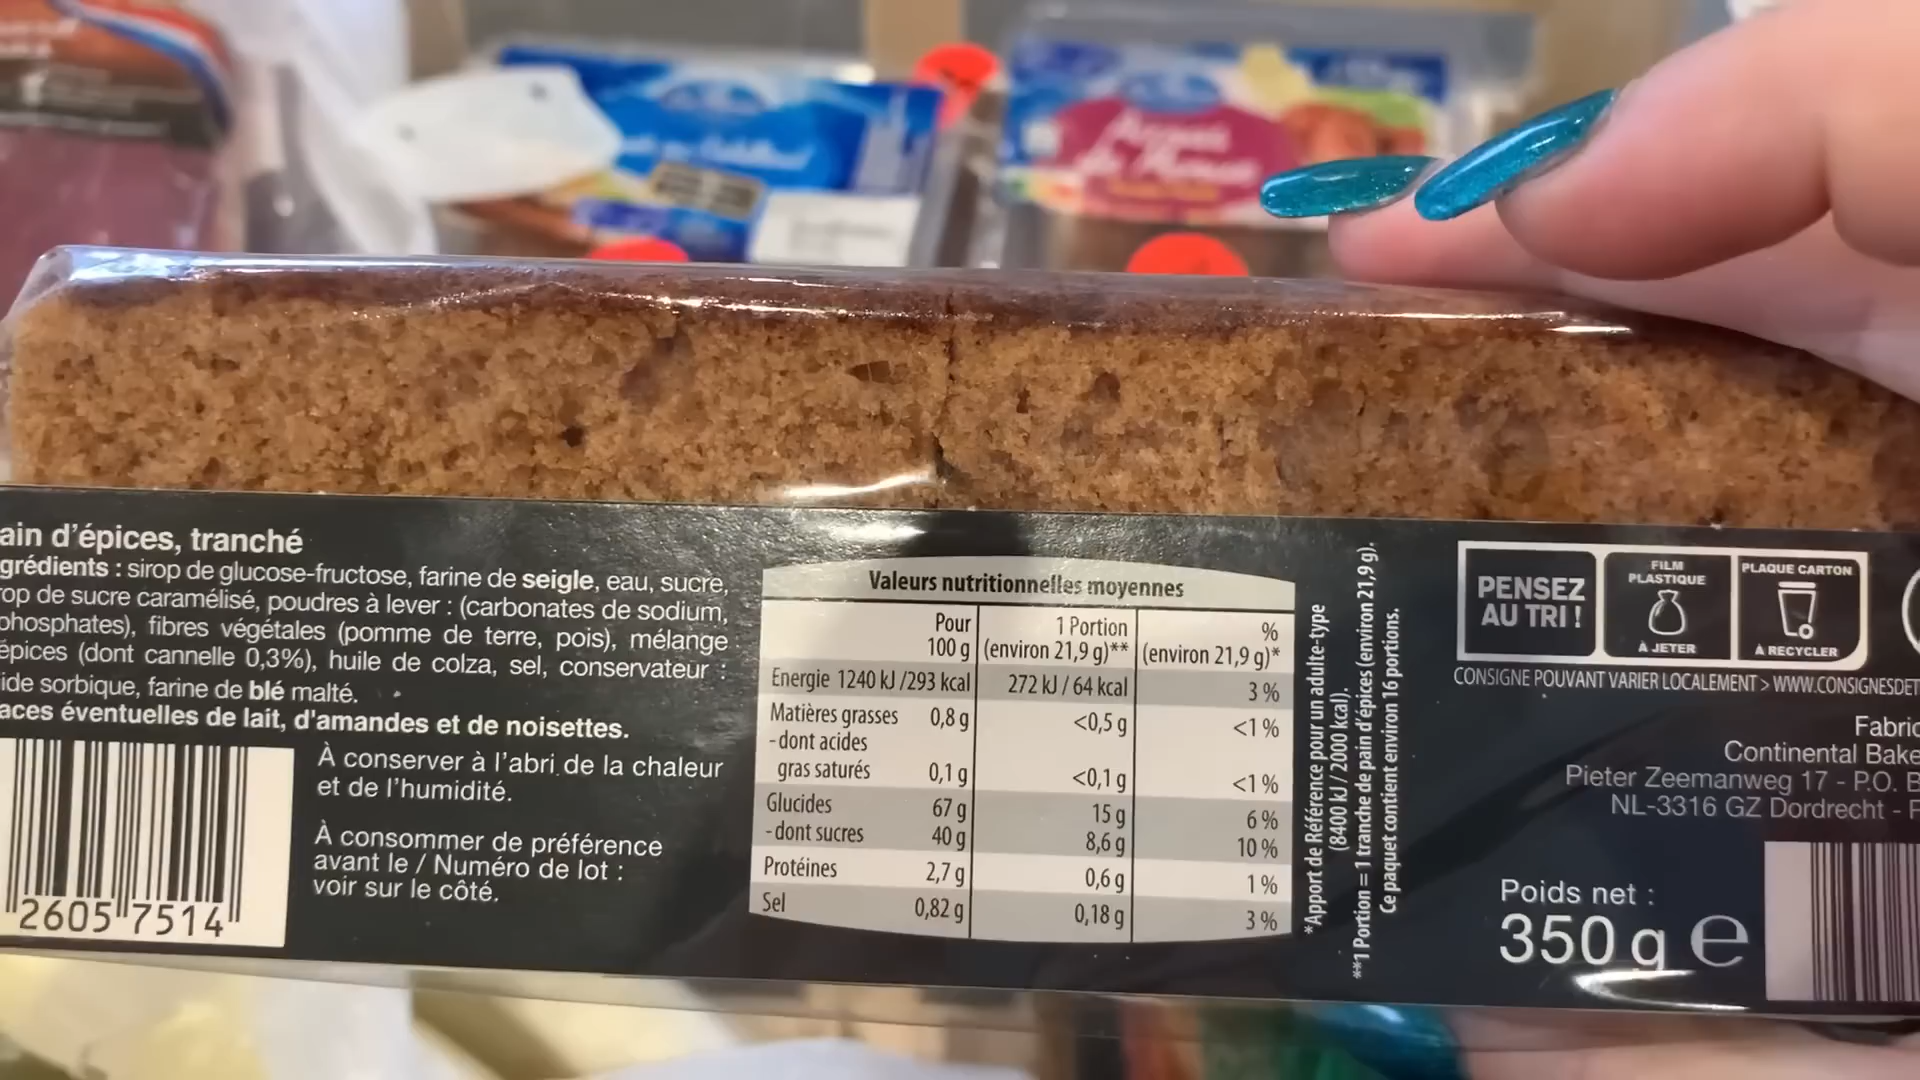 ain d'épices, tranché
grédients : sirop de glucose-fructose, farine de seigle, eau, sucre,
rop de sucre caramélisé, poudres à lever : (carbonates de sodium,
phosphates), fibres végétales (pomme de terre, pois), mélange
épices (dont cannelle 0,3%), huile de colza, sel, conservateur :
ide sorbique, farine de blé malté.
aces éventuelles de lait, d'amandes et de noisettes.
À conserver à l'abri de la chaleur
et de l'humidité.
À consommer de préférence
avant le / Numéro de lot :
voir sur le côté.
2605 7514
Valeurs nutritionnelles moyennes
Pour 100 g 1 Portion (environ 21,9 g)** % (environ 21,9 g)*
Energie 1240 kJ /293 kcal 272 kJ / 64 kcal 3 %
Matières grasses 0,8 g <0,5 g <1 %
- dont acides
gras saturés 0,1 g <0,1 g <1 %
Glucides 67 g 15 g 6 %
- dont sucres 40 g 8,6 g 10 %
Protéines 2,7 g 0,6 g 1 %
Sel 0,82 g 0,18 g 3 %
*Apport de Référence pour un adulte-type
(8400 kJ / 2000 kcal).
**1 Portion = 1 tranche de pain d'épices (environ 21,9 g).
Ce paquet contient environ 16 portions.
PENSEZ
AU TRI !
FILM
PLASTIQUE
À JETER
PLAQUE CARTON
À RECYCLER
CONSIGNE POUVANT VARIER LOCALEMENT > WWW.CONSIGNESDET
Fabric
Continental Bake
Pieter Zeemanweg 17 - P.O. B
NL-3316 GZ Dordrecht - P
Poids net :
350 g e